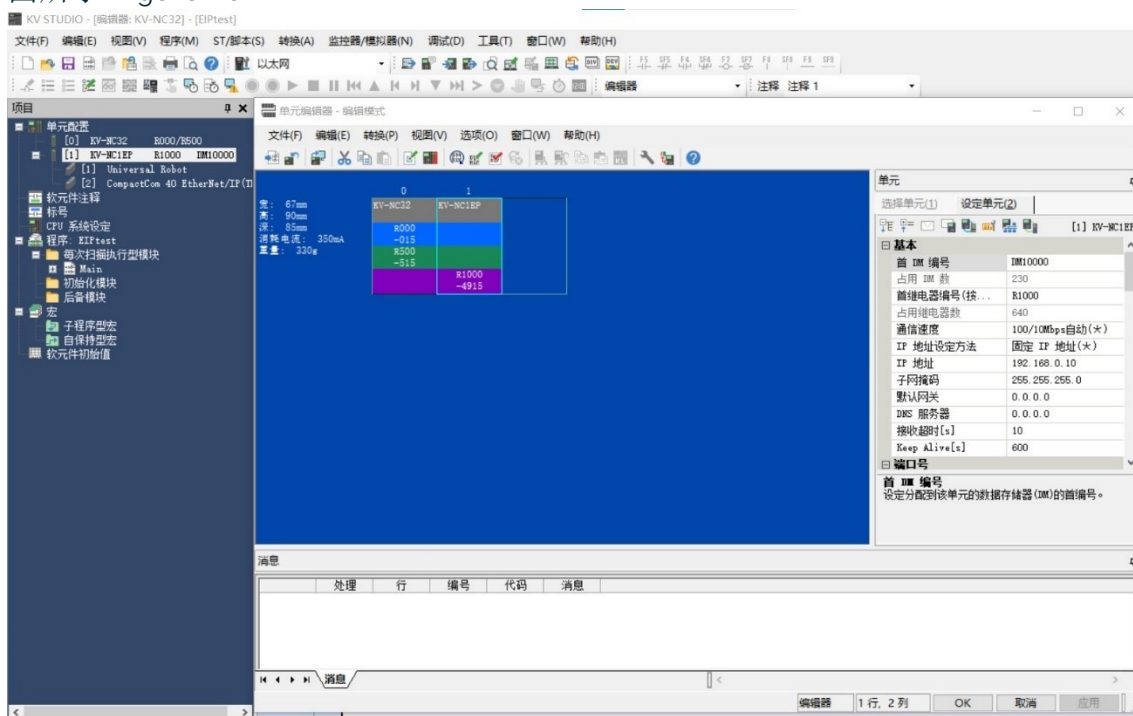 KV STUDIO - [编辑器: KV-NC32] - [EIPtest]
文件(F) 编辑(E) 视图(V) 程序(M) ST/脚本(S) 转换(A) 监控器/模拟器(N) 调试(D) 工具(T) 窗口(W) 帮助(H)
以太网
编辑器 注释 注释 1
项目
单元配置
[0] KV-NC32 R000/R500
[1] KV-NC1EP R1000 DM10000
[1] Universal Robot
[2] CompactCom 40 EtherNet/IP(T
软元件注释
标号
CPU 系统设定
程序: EIPtest
每次扫描执行型模块
Main
初始化模块
后备模块
宏
子程序型宏
自保持型宏
软元件初始值
单元编辑器 - 编辑模式
文件(F) 编辑(E) 转换(P) 视图(V) 选项(O) 窗口(W) 帮助(H)
宽: 67mm
高: 90mm
深: 85mm
消耗电流: 350mA
重量: 330g
0 1
KV-NC32 KV-NC1EP
R000
-015
R500
-515
R1000
-4915
单元
选择单元(1) 设定单元(2)
[1] KV-NC1EP
基本
首 DM 编号 DM10000
占用 DM 数 230
首继电器编号(按... R1000
占用继电器数 640
通信速度 100/10Mbps自动(★)
IP 地址设定方法 固定 IP 地址(★)
IP 地址 192.168.0.10
子网掩码 255.255.255.0
默认网关 0.0.0.0
DNS 服务器 0.0.0.0
接收超时[s] 10
Keep Alive[s] 600
端口号
首 DM 编号
设定分配到该单元的数据存储器(DM)的首编号。
消息
处理 行 编号 代码 消息
消息
编辑器 1 行, 2 列 OK 取消 应用